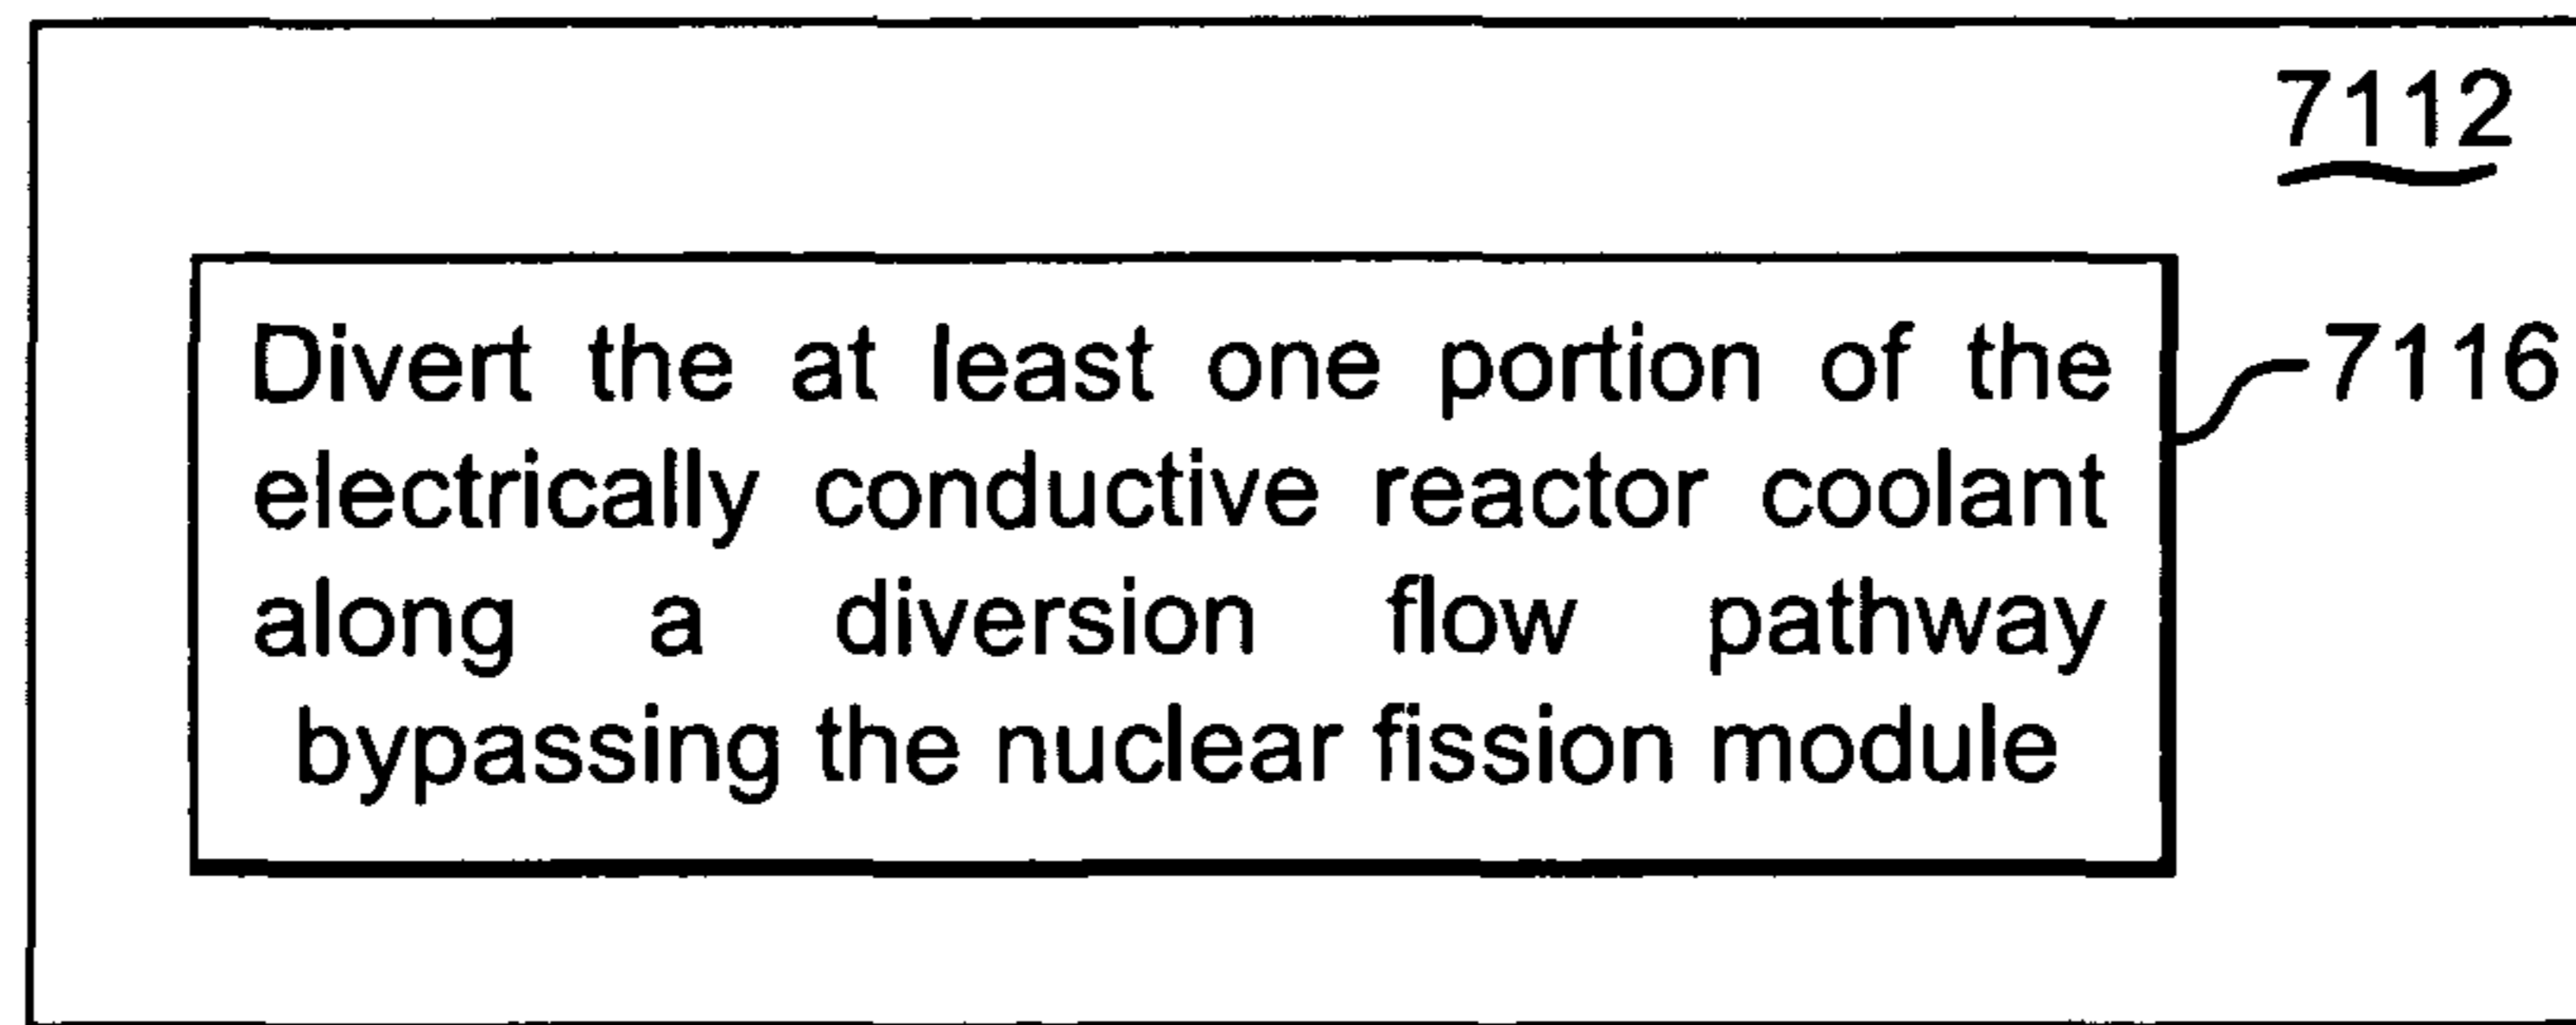 7112
Divert the at least one portion of the
7116
electrically conductive reactor coolant
along a diversion flow pathway
bypassing the nuclear fission module